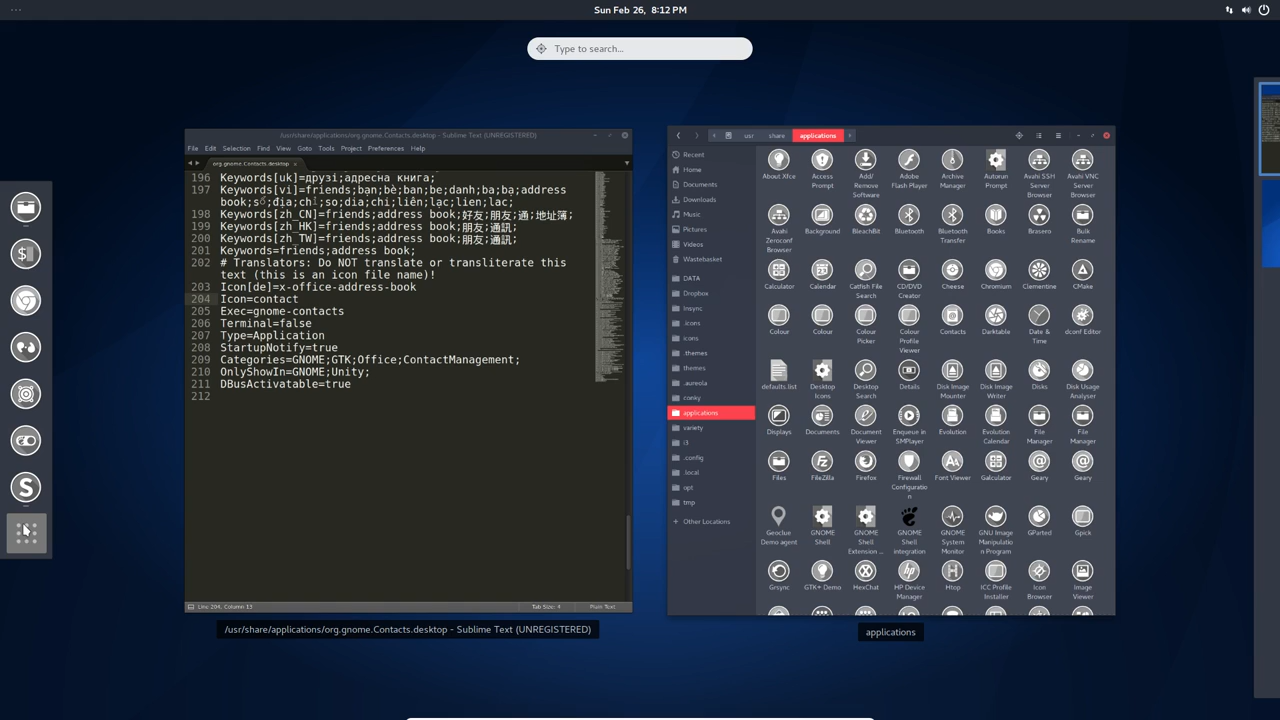 Sun Feb 26, 8:12 PM
Type to search...
/usr/share/applications/org.gnome.Contacts.desktop - Sublime Text (UNREGISTERED)
File Edit Selection Find View Goto Tools Project Preferences Help
org.gnome.Contacts.desktop
196 Keywords[uk]=друзі;адресна книга;
197 Keywords[vi]=friends;bạn;bè;ban;be;danh;ba;bạ;address
book;sổ;địa;chỉ;so;dia;chi;liên;lạc;lien;lac;
198 Keywords[zh_CN]=friends;address book;好友;朋友;通;地址簿;
199 Keywords[zh_HK]=friends;address book;朋友;通訊;
200 Keywords[zh_TW]=friends;address book;朋友;通訊;
201 Keywords=friends;address book;
202 # Translators: Do NOT translate or transliterate this
text (this is an icon file name)!
203 Icon[de]=x-office-address-book
204 Icon=contact
205 Exec=gnome-contacts
206 Terminal=false
207 Type=Application
208 StartupNotify=true
209 Categories=GNOME;GTK;Office;ContactManagement;
210 OnlyShowIn=GNOME;Unity;
211 DBusActivatable=true
212
Line 204, Column 13 Tab Size: 4 Plain Text
/usr/share/applications/org.gnome.Contacts.desktop - Sublime Text (UNREGISTERED)
usr share applications
Recent
Home
Documents
Downloads
Music
Pictures
Videos
Wastebasket
DATA
Dropbox
Insync
.icons
icons
.themes
themes
.aureola
conky
applications
variety
i3
.config
.local
opt
tmp
Other Locations
About Xfce
Access Prompt
Add/ Remove Software
Adobe Flash Player
Archive Manager
Autorun Prompt
Avahi SSH Server Browser
Avahi VNC Server Browser
Avahi Zeroconf Browser
Background
BleachBit
Bluetooth
Bluetooth Transfer
Books
Brasero
Bulk Rename
Calculator
Calendar
Catfish File Search
CD/DVD Creator
Cheese
Chromium
Clementine
CMake
Colour
Colour
Colour Picker
Colour Profile Viewer
Contacts
Darktable
Date & Time
dconf Editor
defaults.list
Desktop Icons
Desktop Search
Details
Disk Image Mounter
Disk Image Writer
Disks
Disk Usage Analyser
Displays
Documents
Document Viewer
Enqueue in SMPlayer
Evolution
Evolution Calendar
File Manager
File Manager
Files
FileZilla
Firefox
Firewall Configuratio n
Font Viewer
Galculator
Geary
Geary
Geoclue Demo agent
GNOME Shell
GNOME Shell Extension ...
GNOME Shell integration
GNOME System Monitor
GNU Image Manipulati on Program
GParted
Gpick
Grsync
GTK+ Demo
HexChat
HP Device Manager
Htop
ICC Profile Installer
Icon Browser
Image Viewer
applications